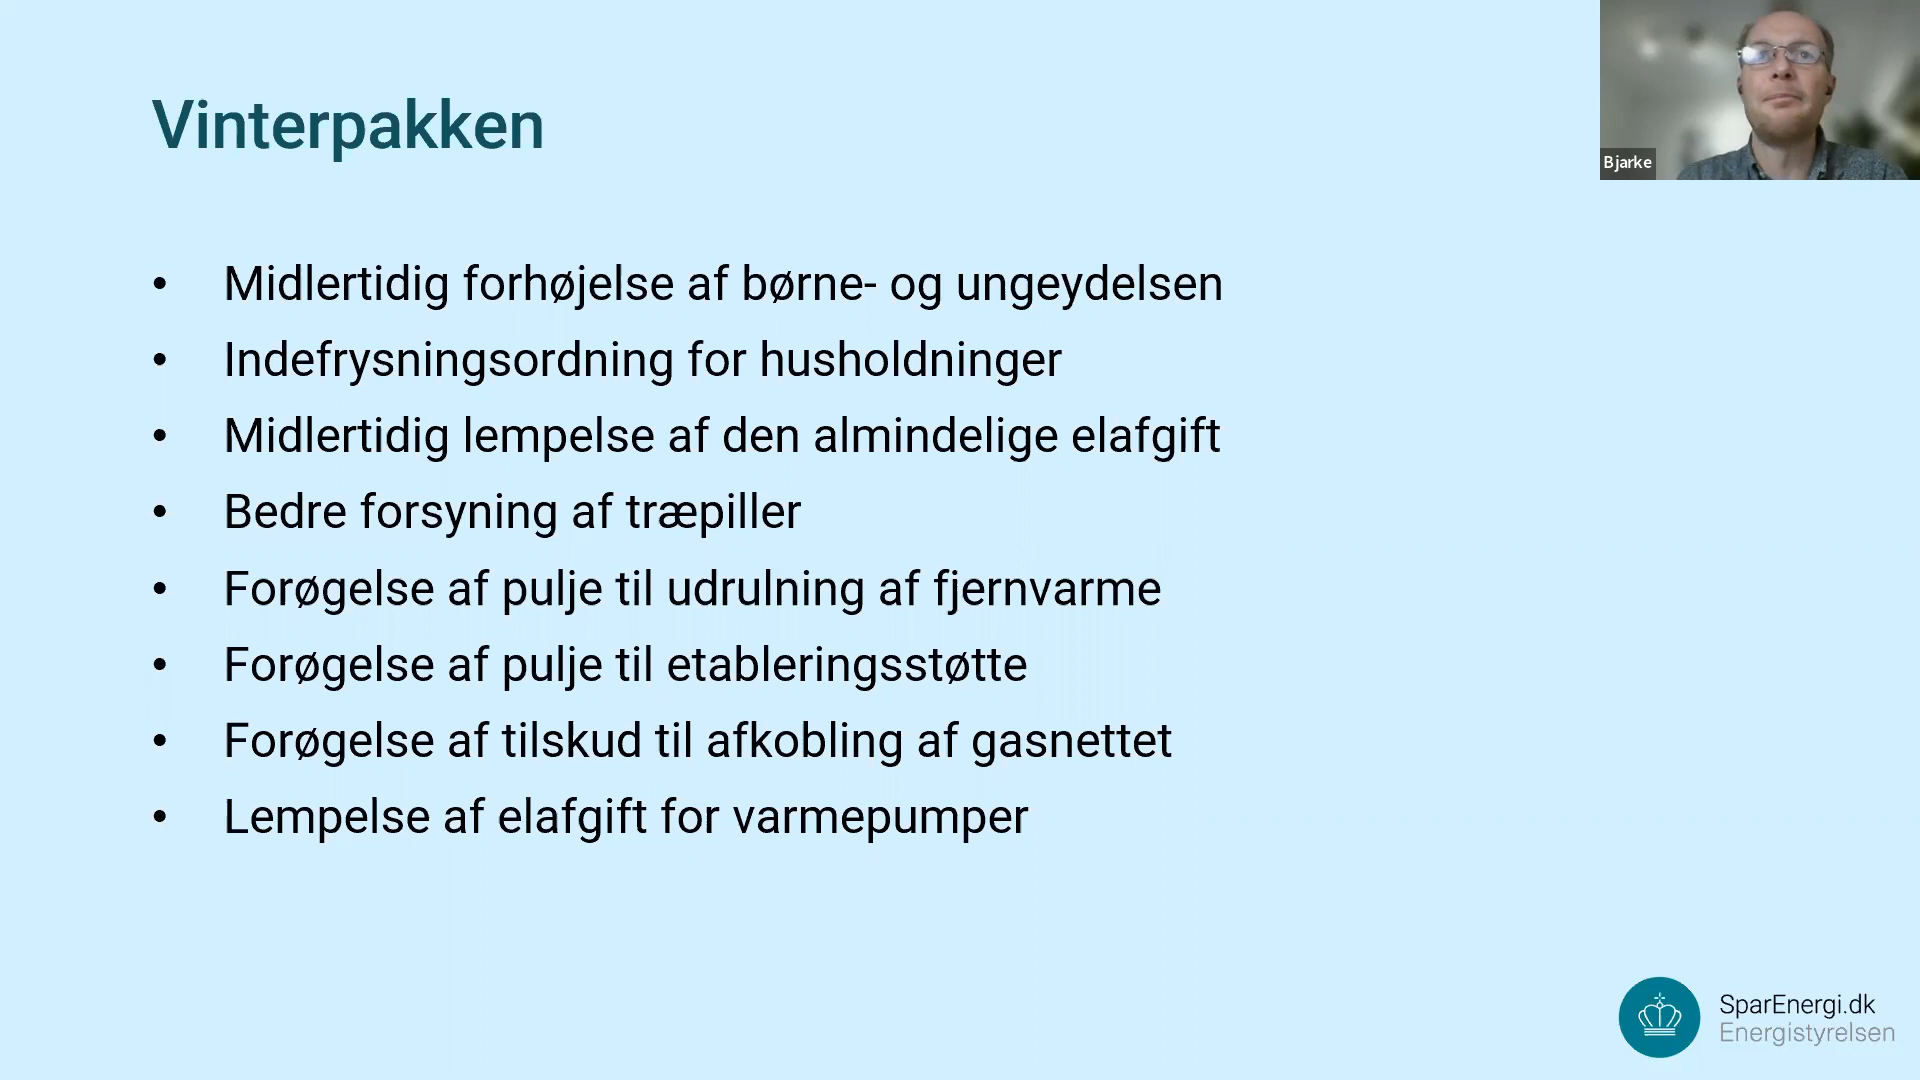 Vinterpakken
Bjarke
• Midlertidig forhøjelse af børne- og ungeydelsen
• Indefrysningsordning for husholdninger
• Midlertidig lempelse af den almindelige elafgift
• Bedre forsyning af træpiller
• Forøgelse af pulje til udrulning af fjernvarme
• Forøgelse af pulje til etableringsstøtte
• Forøgelse af tilskud til afkobling af gasnettet
• Lempelse af elafgift for varmepumper
SparEnergi.dk
Energistyrelsen